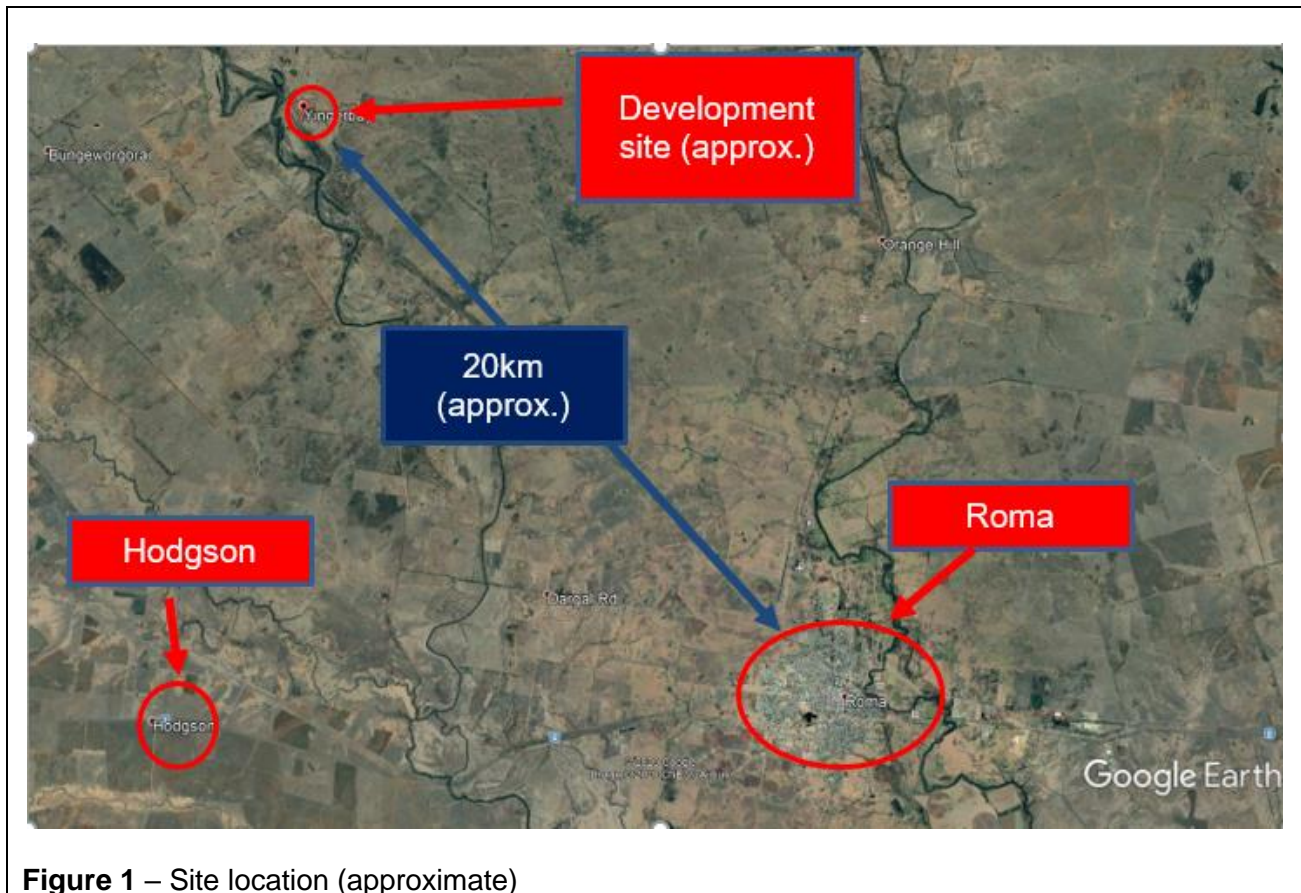 Development
site (approx.)
Yingerbay
Bungeworgorai
Orange Hill
20km
(approx.)
Roma
Hodgson
Dargal Rd
Roma
Hodgson
Google Earth
Figure 1 – Site location (approximate)